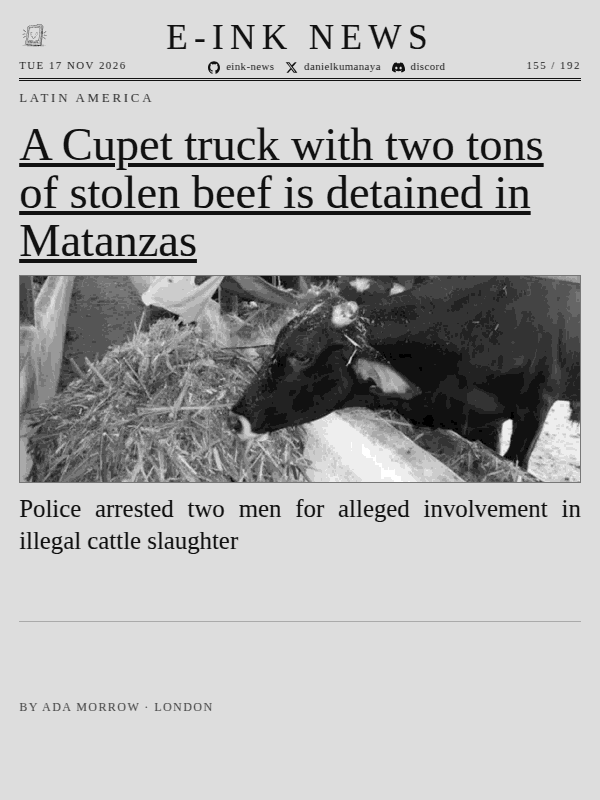 E-INK NEWS
TUE 17 NOV 2026
eink-news danielkumanaya discord
155 / 192
LATIN AMERICA
A Cupet truck with two tons
of stolen beef is detained in
Matanzas
Police arrested two men for alleged involvement in
illegal cattle slaughter
BY ADA MORROW · LONDON